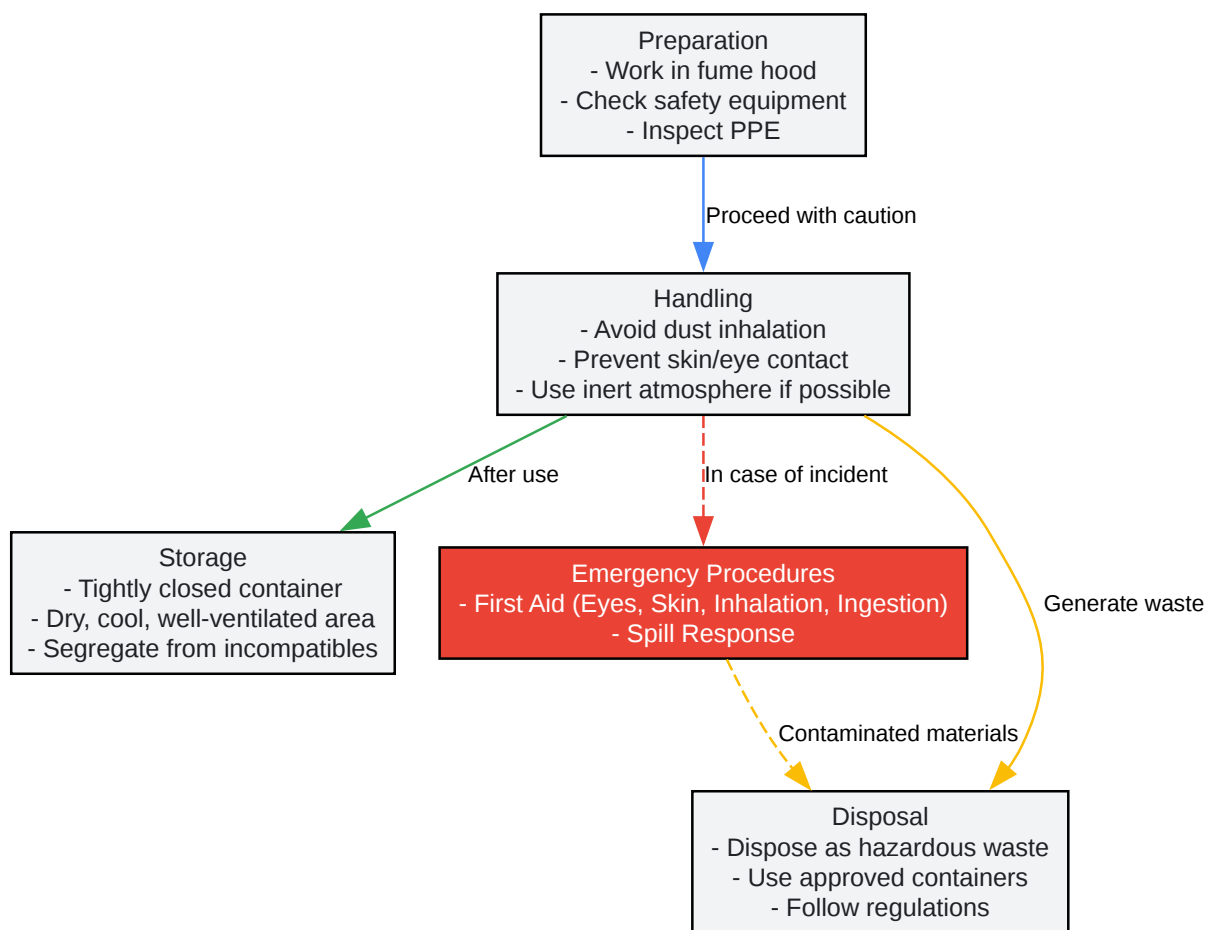 Preparation
- Work in fume hood
- Check safety equipment
- Inspect PPE
Proceed with caution
Handling
- Avoid dust inhalation
- Prevent skin/eye contact
- Use inert atmosphere if possible
After use
In case of incident
Generate waste
Storage
- Tightly closed container
- Dry, cool, well-ventilated area
- Segregate from incompatibles
Emergency Procedures
- First Aid (Eyes, Skin, Inhalation, Ingestion)
- Spill Response
Contaminated materials
Disposal
- Dispose as hazardous waste
- Use approved containers
- Follow regulations